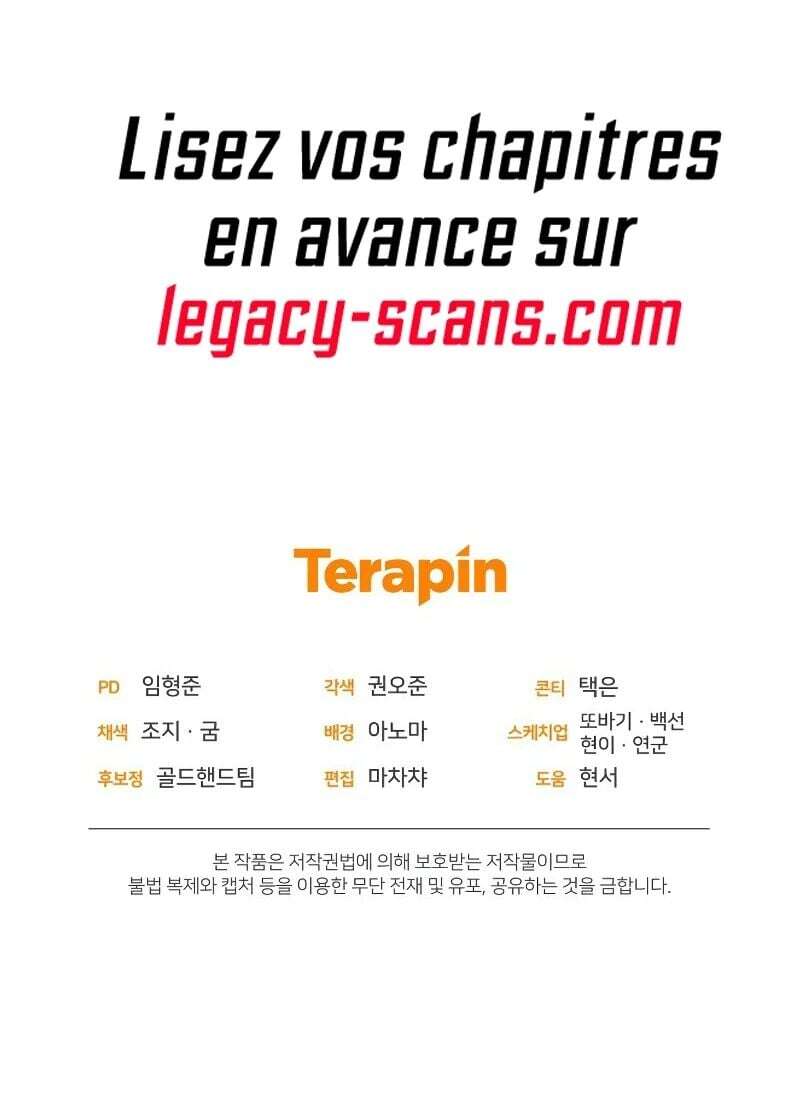 Lisez vos chapitres
en avance sur
legacy-scans.com
Terapin
PD 임형준 각색 권오준 콘티 택은
채색 조지 · 굼 배경 아노마 스케치업 또바기 · 백선
현이 · 연군
후보정 골드핸드팀 편집 마차챠 도움 현서
본 작품은 저작권법에 의해 보호받는 저작물이므로
불법 복제와 캡처 등을 이용한 무단 전재 및 유포, 공유하는 것을 금합니다.